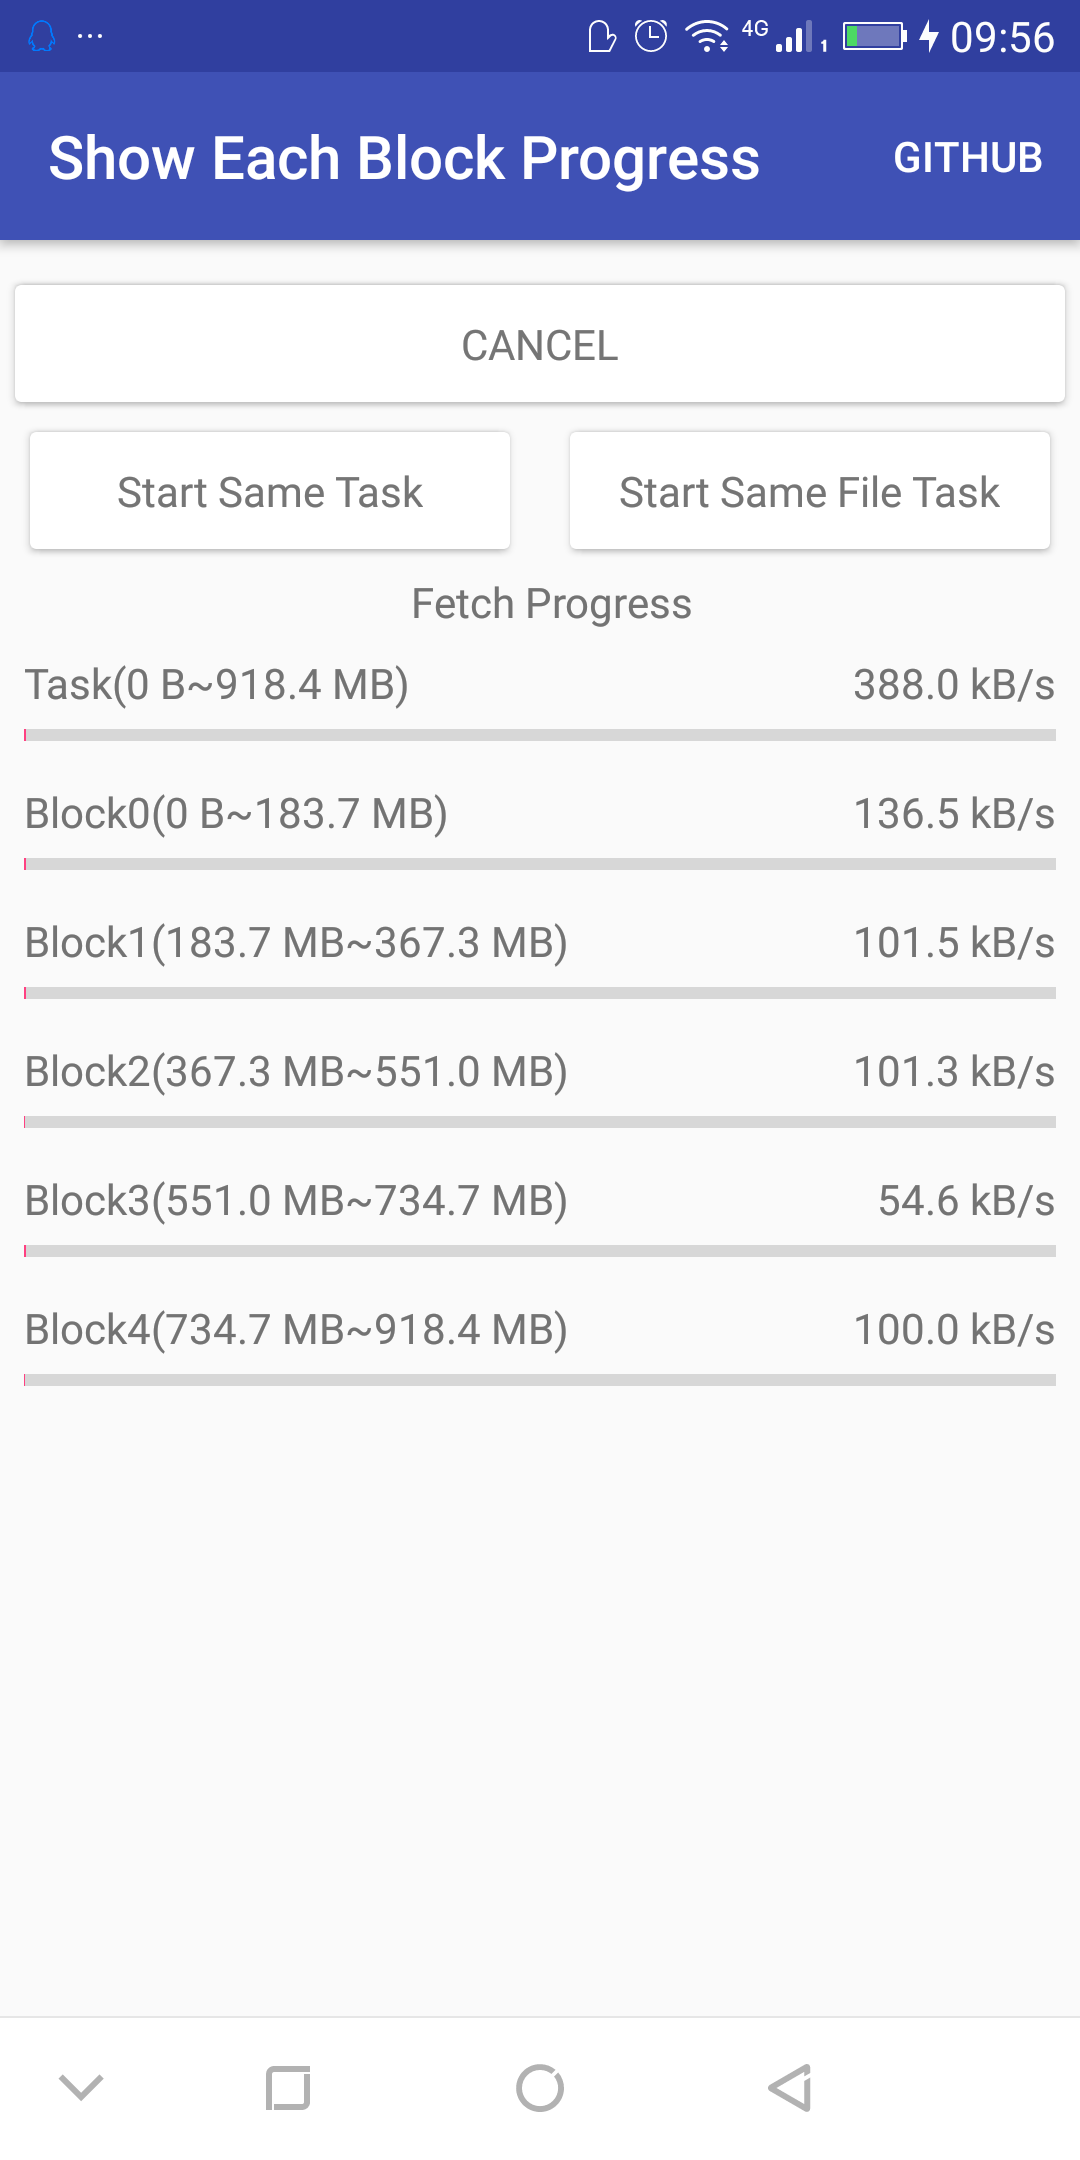 ... 4G 1 09:56
Show Each Block Progress GITHUB
CANCEL
Start Same Task Start Same File Task
Fetch Progress
Task(0 B~918.4 MB) 388.0 kB/s
Block0(0 B~183.7 MB) 136.5 kB/s
Block1(183.7 MB~367.3 MB) 101.5 kB/s
Block2(367.3 MB~551.0 MB) 101.3 kB/s
Block3(551.0 MB~734.7 MB) 54.6 kB/s
Block4(734.7 MB~918.4 MB) 100.0 kB/s